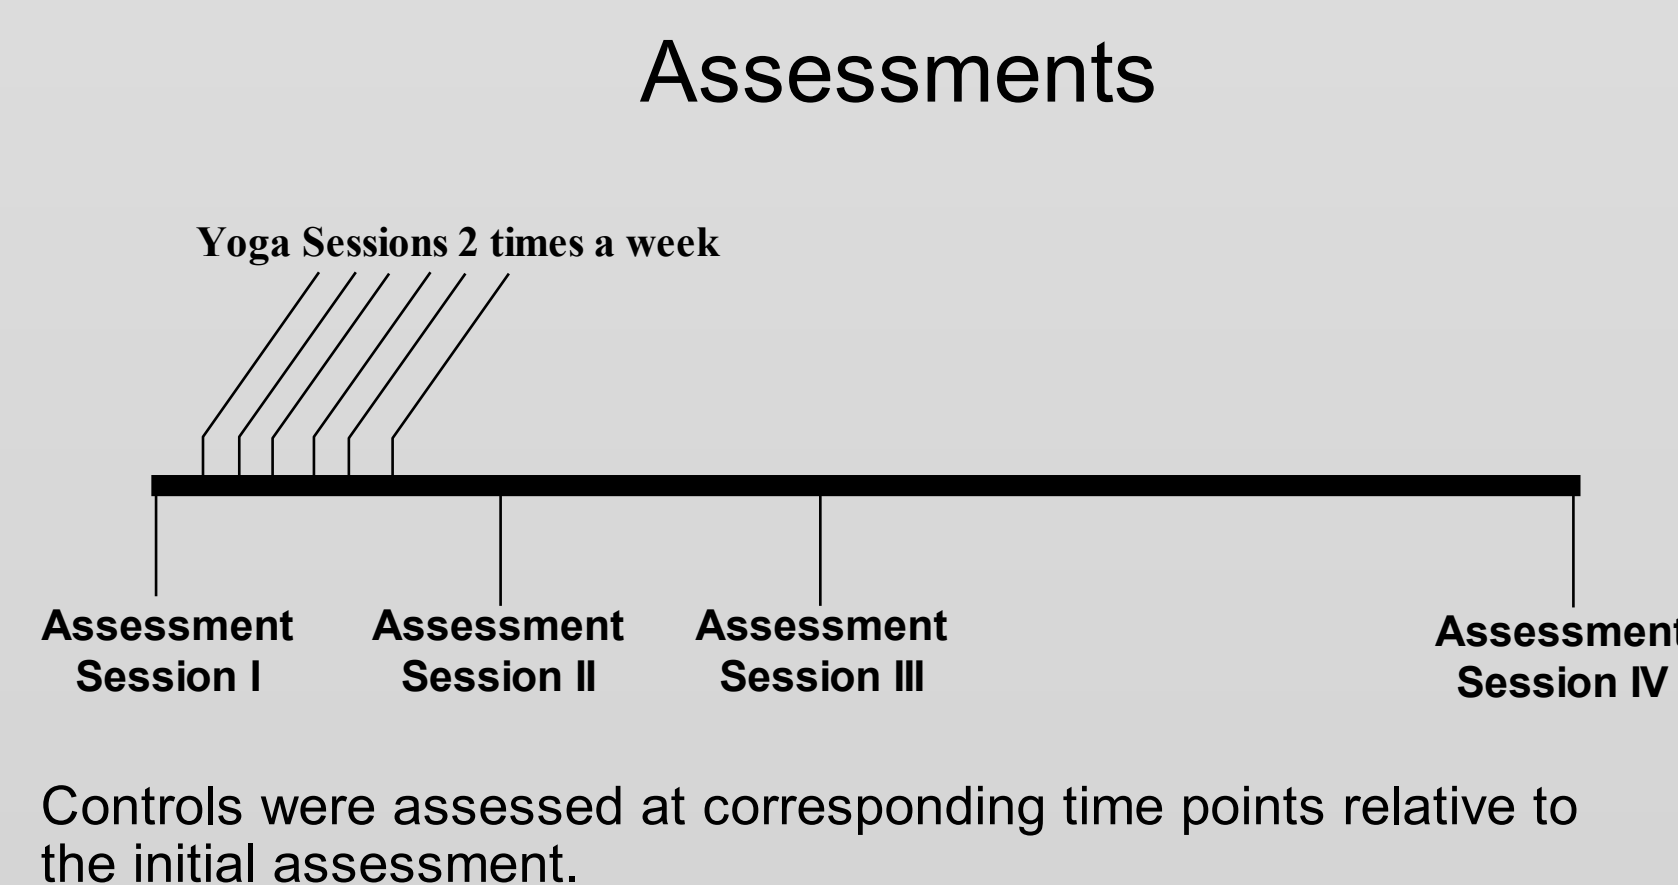 Assessments
Yoga Sessions 2 times a week
Assessment
Session I
Assessment
Session II
Assessment
Session III
Assessment
Session IV
Controls were assessed at corresponding time points relative to
the initial assessment.